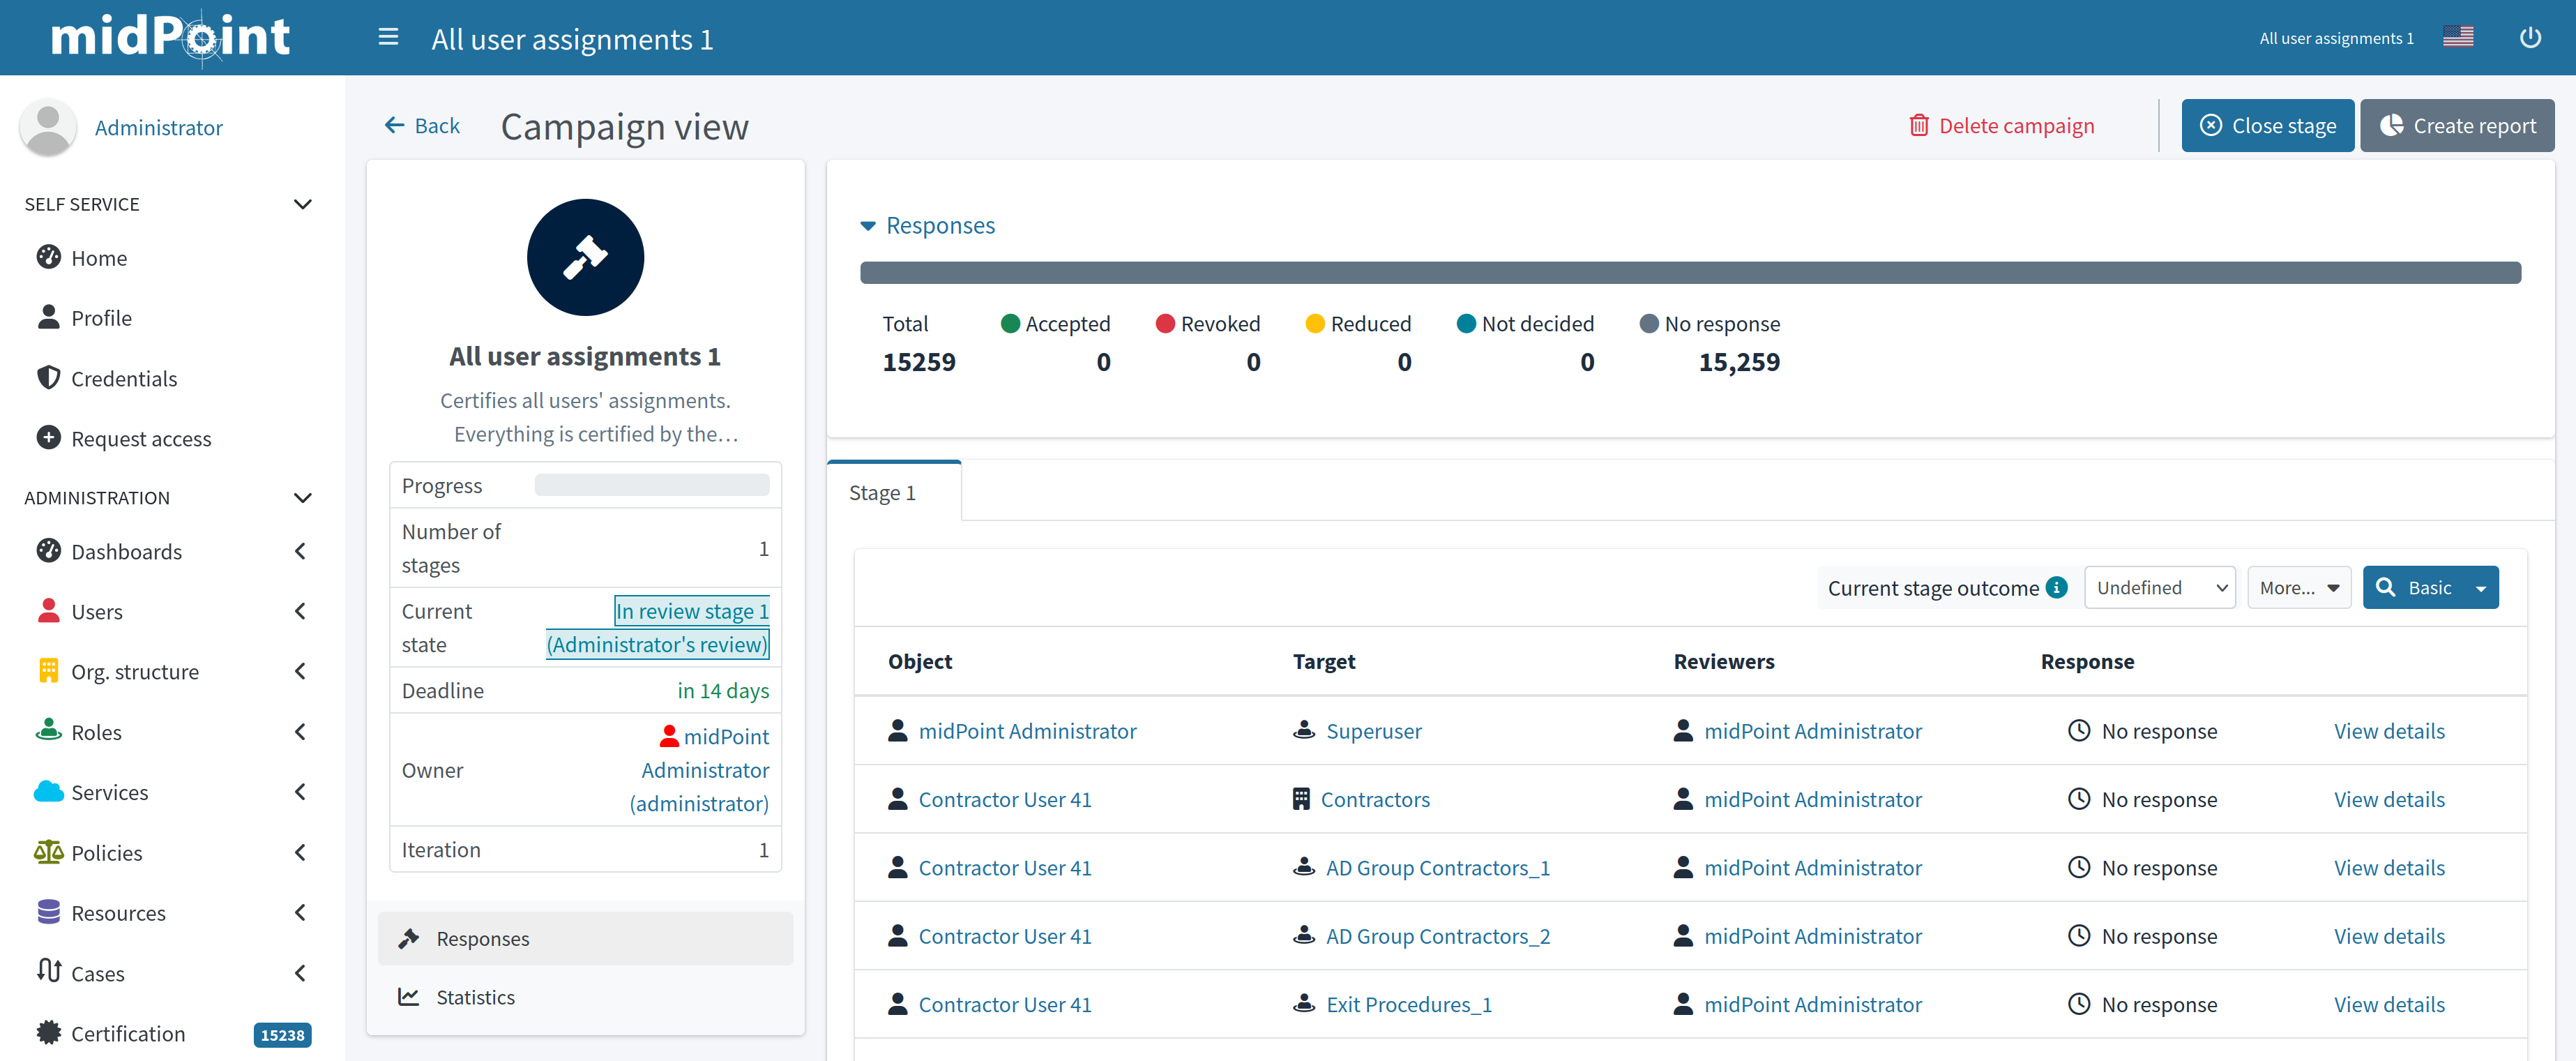 midPoint
All user assignments 1
All user assignments 1
Administrator
SELF SERVICE
Home
Profile
Credentials
Request access
ADMINISTRATION
Dashboards
Users
Org. structure
Roles
Services
Policies
Resources
Cases
Certification 15238
Back
Campaign view
Delete campaign
Close stage
Create report
All user assignments 1
Certifies all users' assignments.
Everything is certified by the...
Progress
Number of
stages
1
Current
state
In review stage 1
(Administrator's review)
Deadline in 14 days
Owner
midPoint
Administrator
(administrator)
Iteration 1
Responses
Statistics
Responses
Total Accepted Revoked Reduced Not decided No response
15259 0 0 0 0 15,259
Stage 1
Current stage outcome Undefined More... Basic
Object Target Reviewers Response
midPoint Administrator Superuser midPoint Administrator No response View details
Contractor User 41 Contractors midPoint Administrator No response View details
Contractor User 41 AD Group Contractors_1 midPoint Administrator No response View details
Contractor User 41 AD Group Contractors_2 midPoint Administrator No response View details
Contractor User 41 Exit Procedures_1 midPoint Administrator No response View details